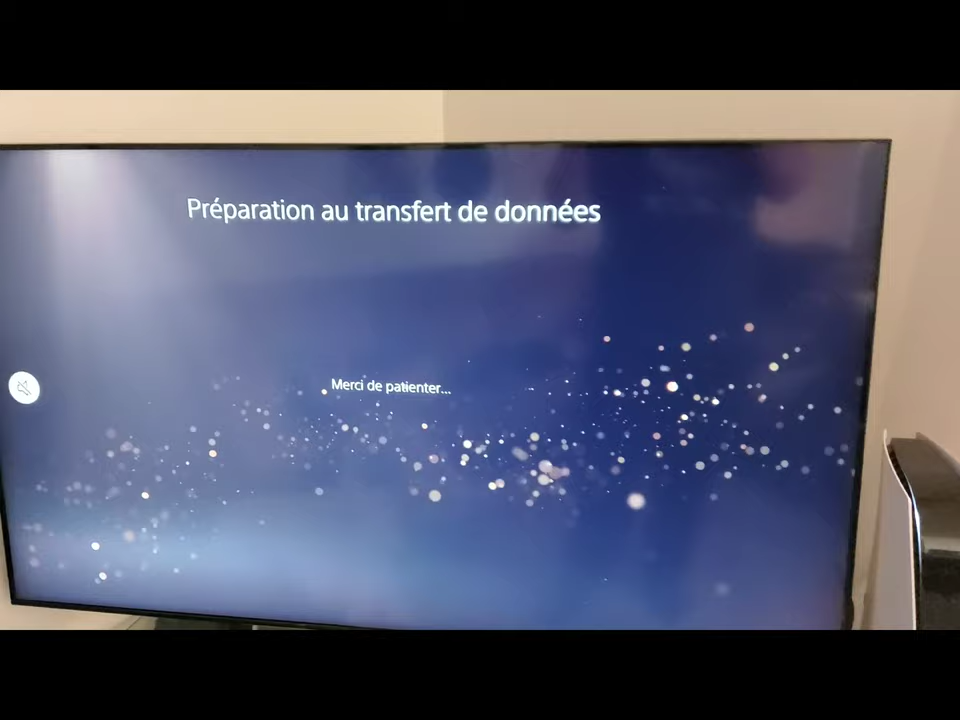 Préparation au transfert de données
Merci de patienter...